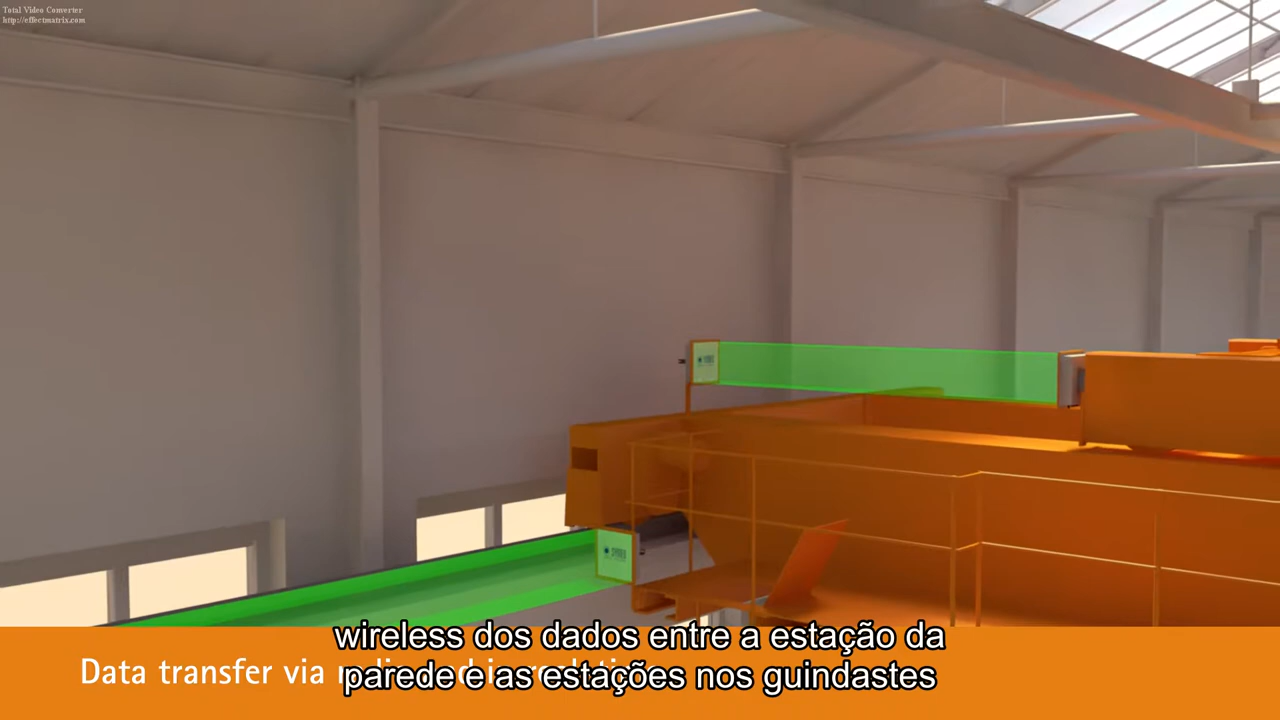 Total Video Converter
http://effectmatrix.com
wireless dos dados entre a estação da
Data transfer via
parede e as estações nos guindastes